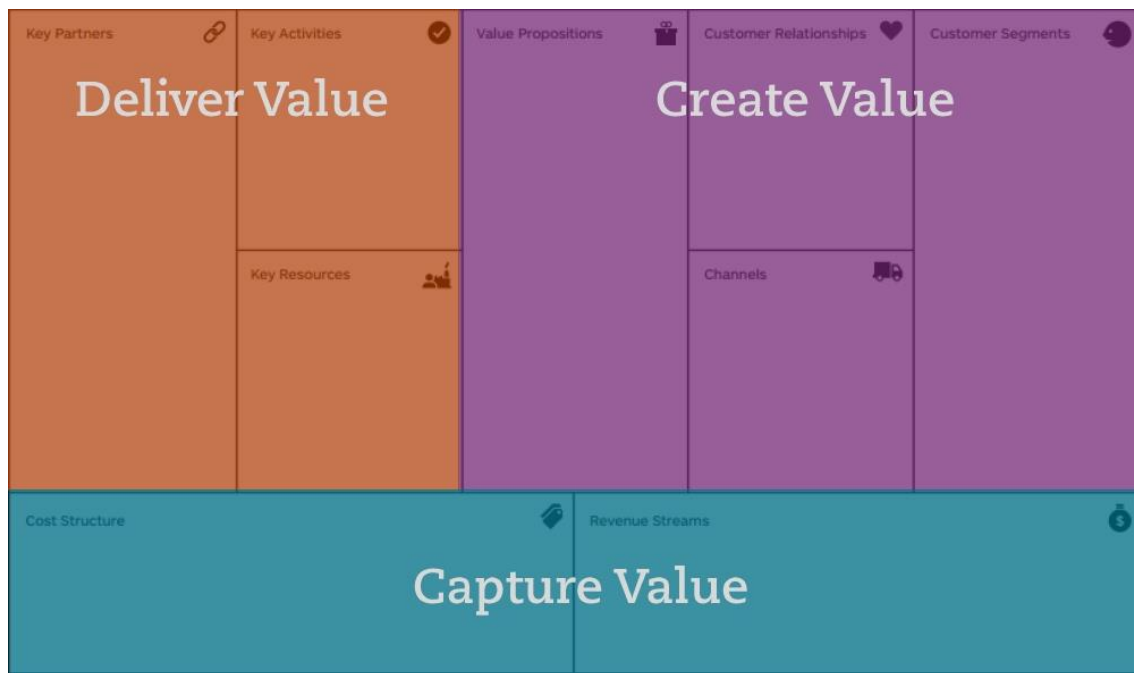 Key Partners
Key Activities
Value Propositions
Customer Relationships
Customer Segments
Deliver Value
Create Value
Key Resources
Channels
Cost Structure
Revenue Streams
$
Capture Value